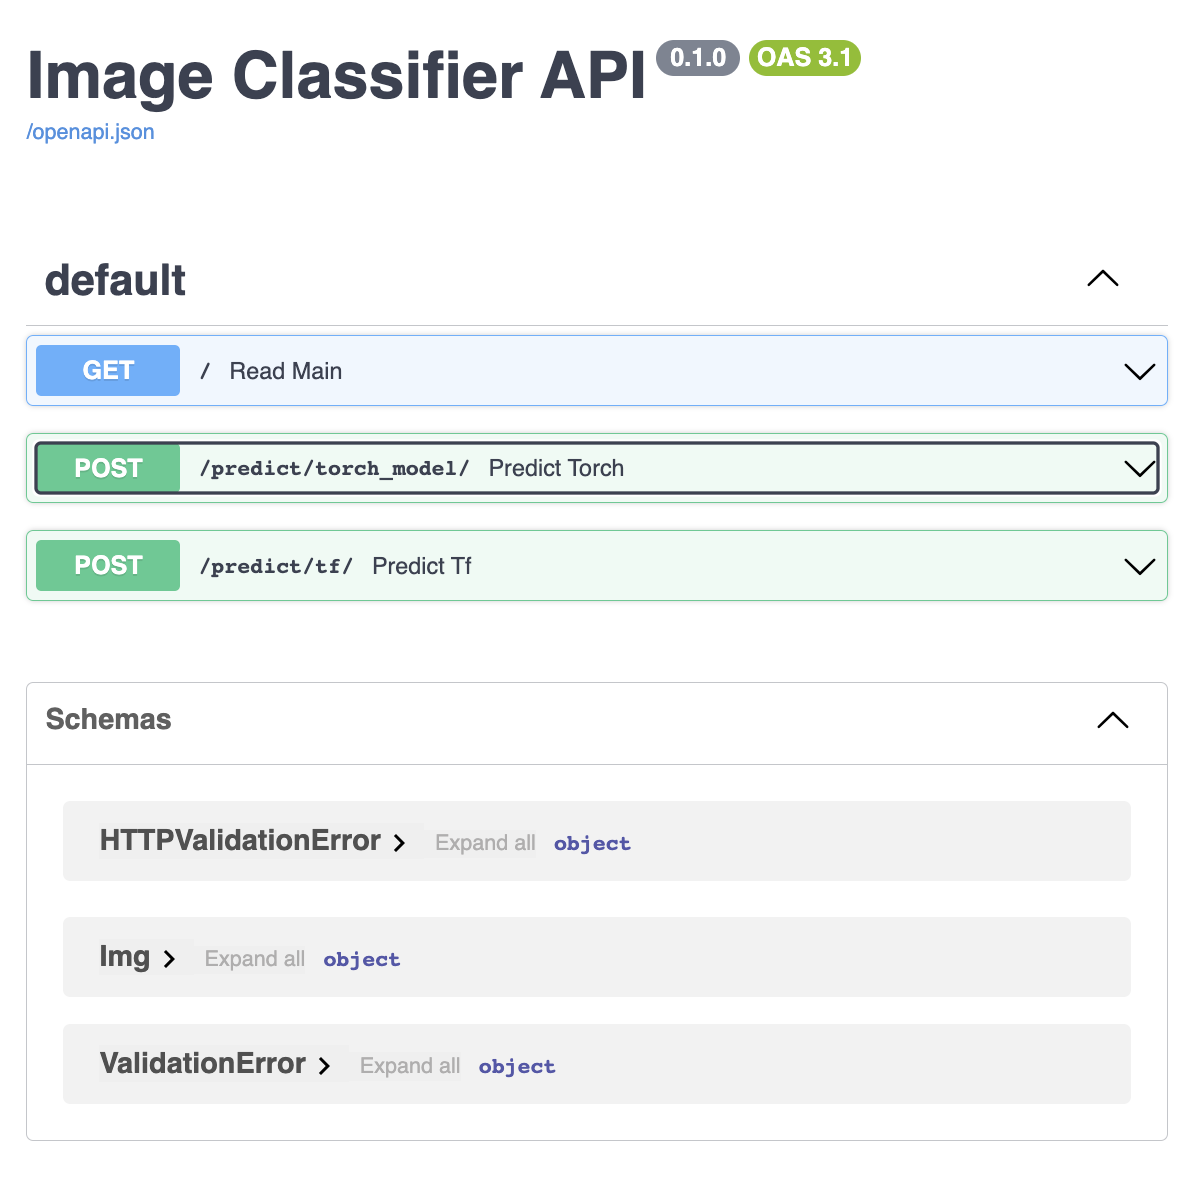 Image Classifier API 0.1.0 OAS 3.1
/openapi.json
default
GET / Read Main
POST /predict/torch_model/ Predict Torch
POST /predict/tf/ Predict Tf
Schemas
HTTPValidationError Expand all object
Img Expand all object
ValidationError Expand all object